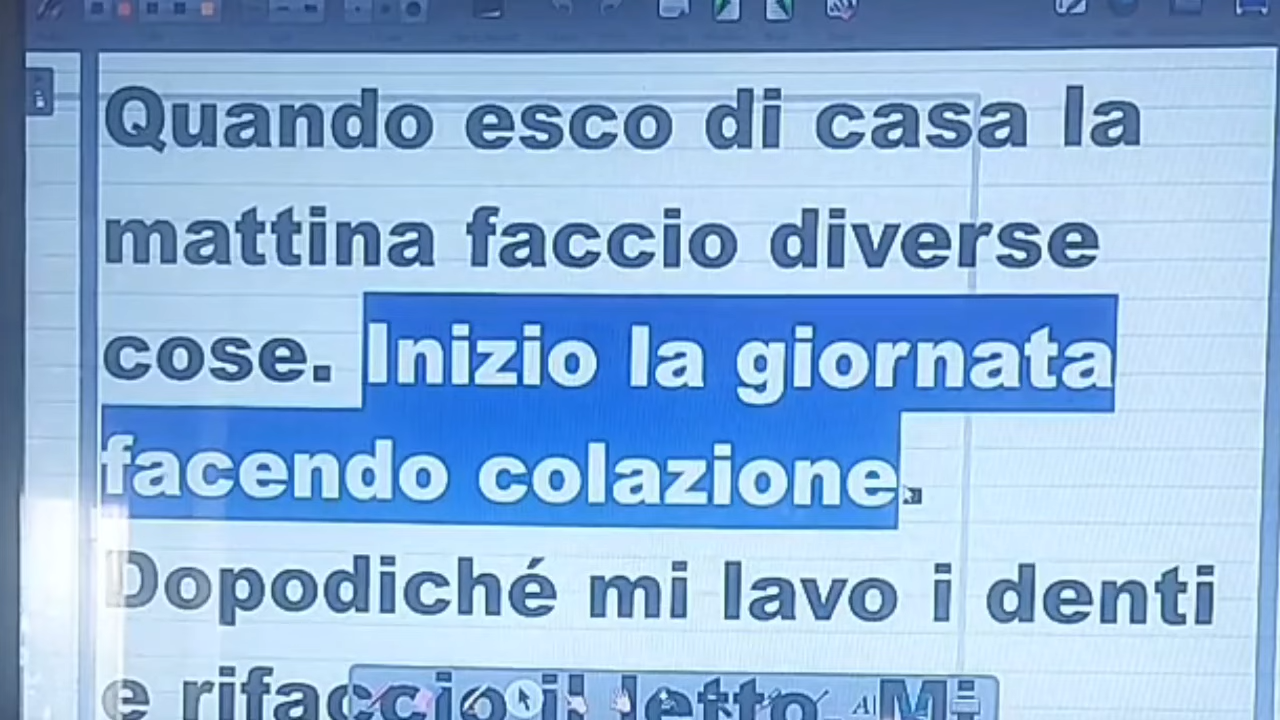 Quando esco di casa la
mattina faccio diverse
cose. Inizio la giornata
facendo colazione.
Dopodiché mi lavo i denti
e rifaccio il letto. Mi